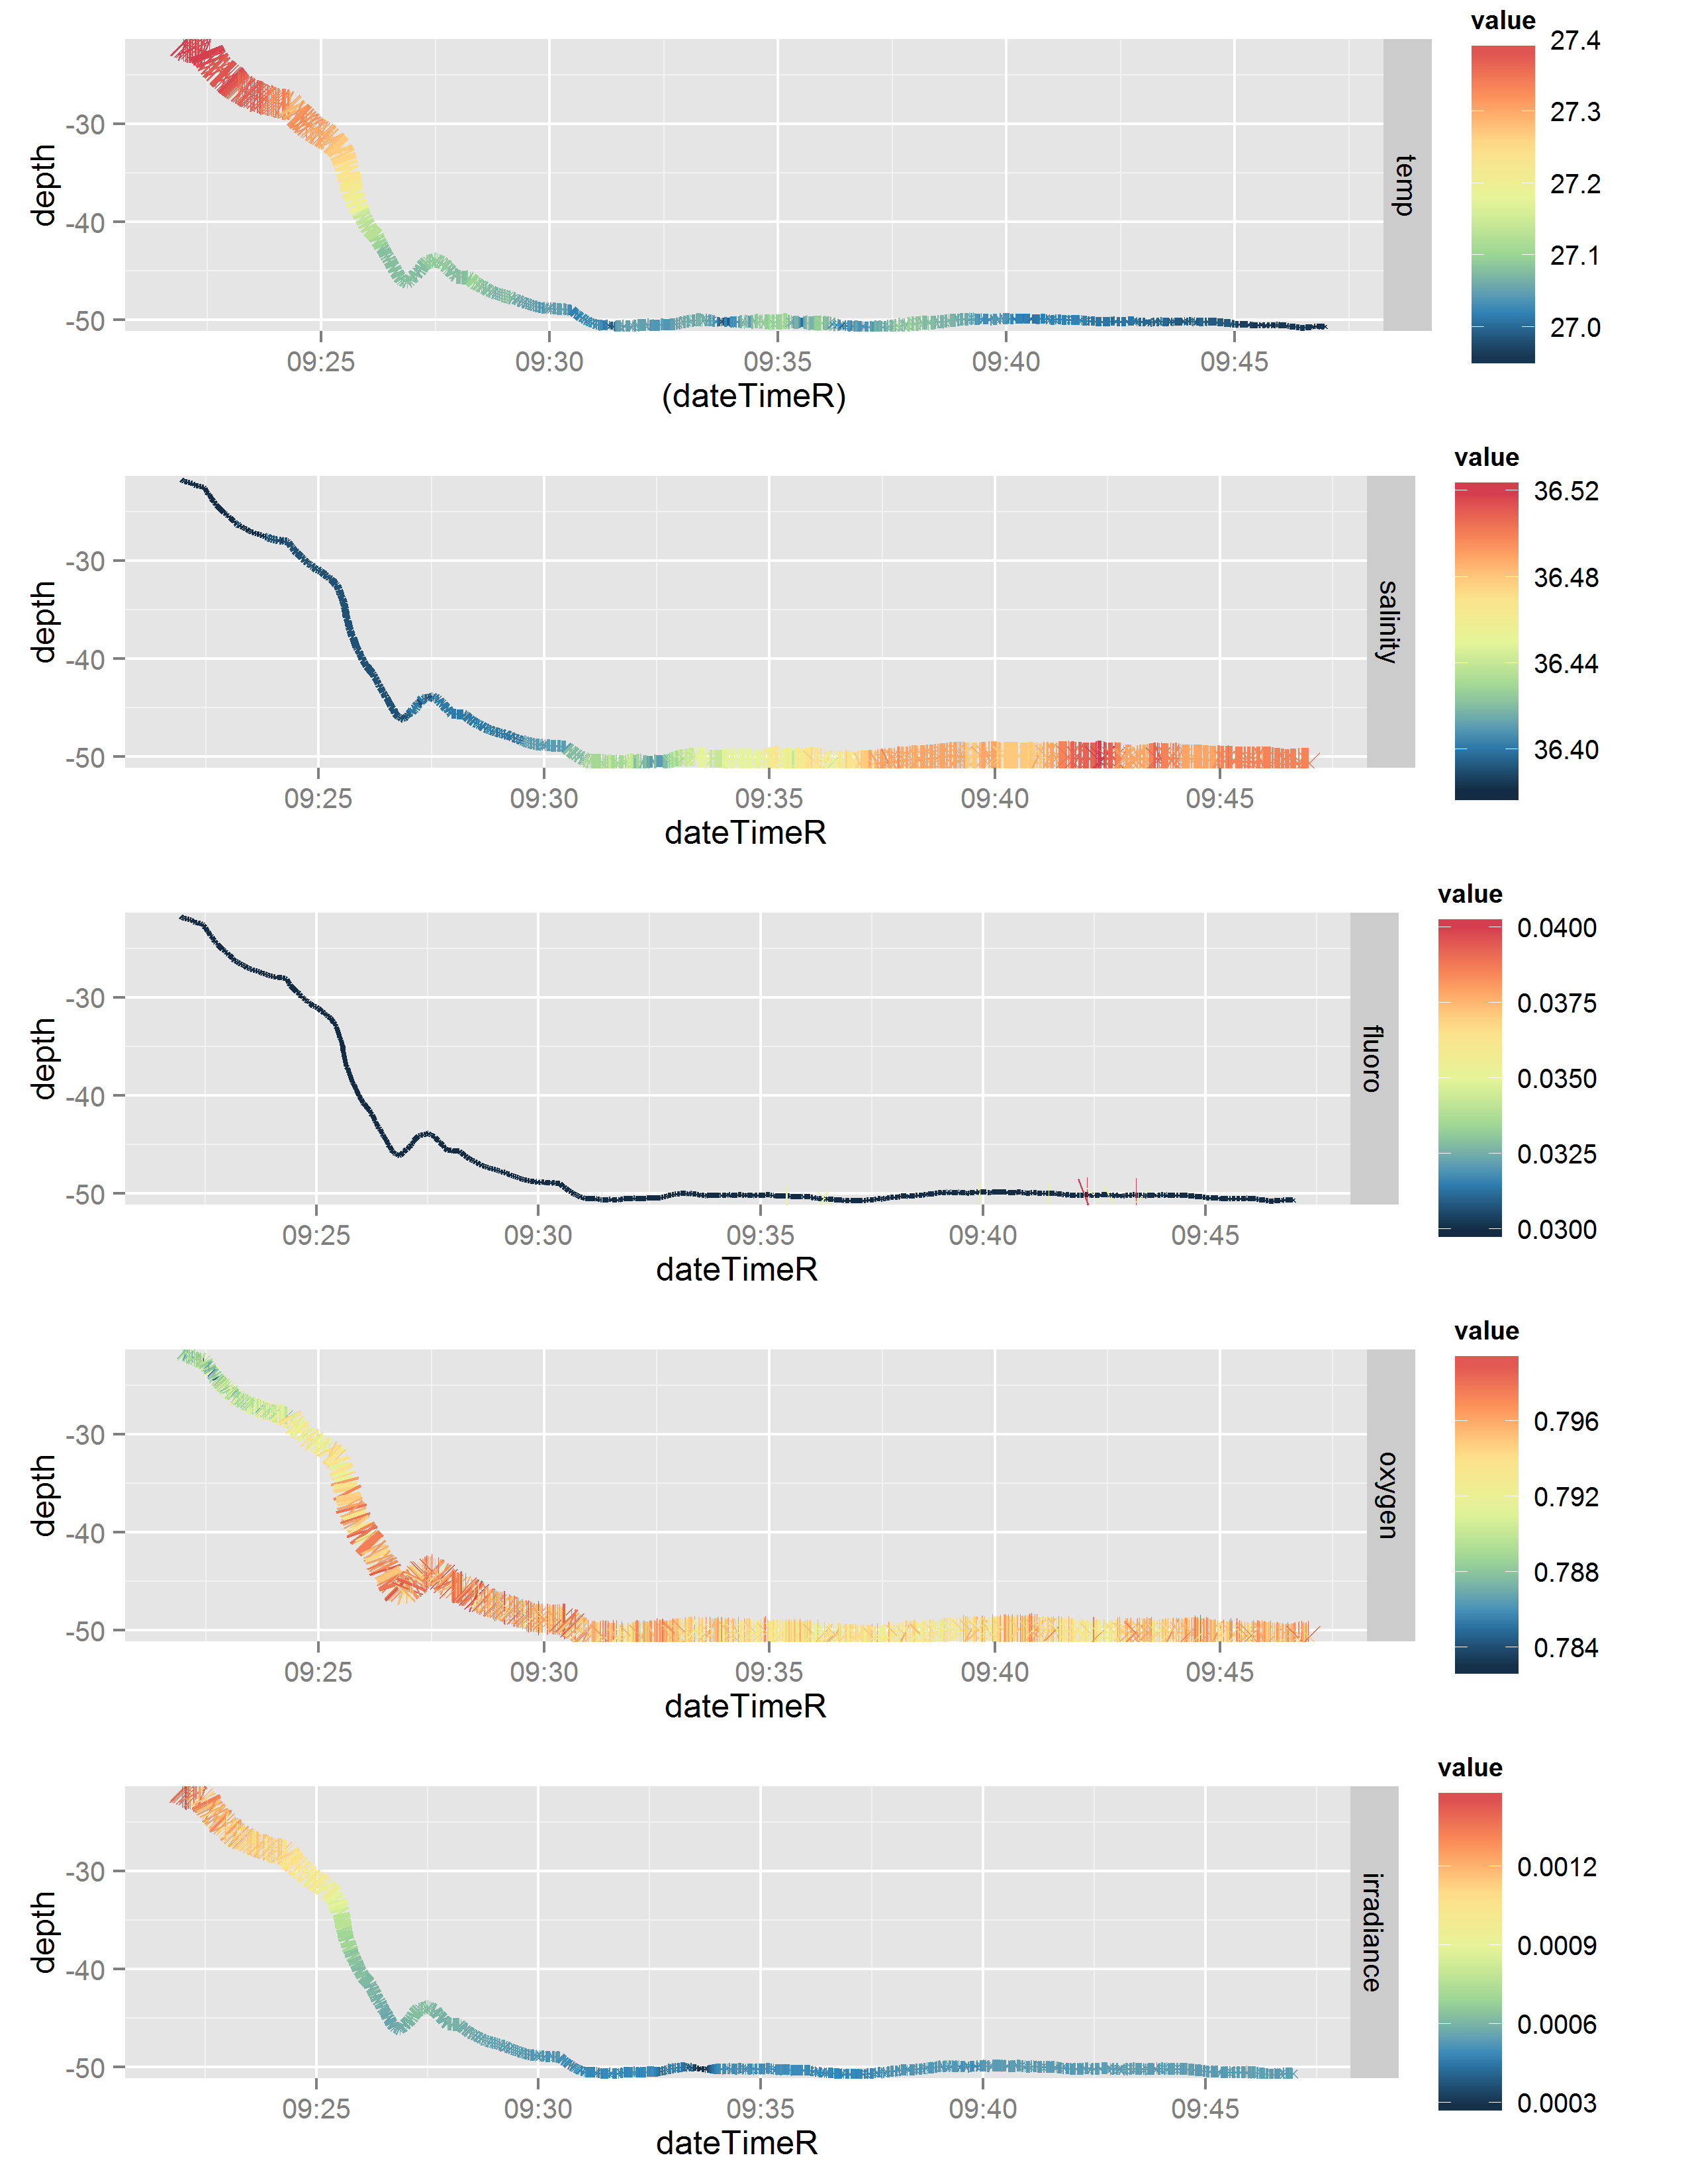 value
27.4
27.3
27.2
27.1
27.0
depth
-30
-40
-50
temp
09:25 09:30 09:35 09:40 09:45
(dateTimeR)
value
36.52
36.48
36.44
36.40
depth
-30
-40
-50
salinity
09:25 09:30 09:35 09:40 09:45
dateTimeR
value
0.0400
0.0375
0.0350
0.0325
0.0300
depth
-30
-40
-50
fluoro
09:25 09:30 09:35 09:40 09:45
dateTimeR
value
0.796
0.792
0.788
0.784
depth
-30
-40
-50
oxygen
09:25 09:30 09:35 09:40 09:45
dateTimeR
value
0.0012
0.0009
0.0006
0.0003
depth
-30
-40
-50
irradiance
09:25 09:30 09:35 09:40 09:45
dateTimeR